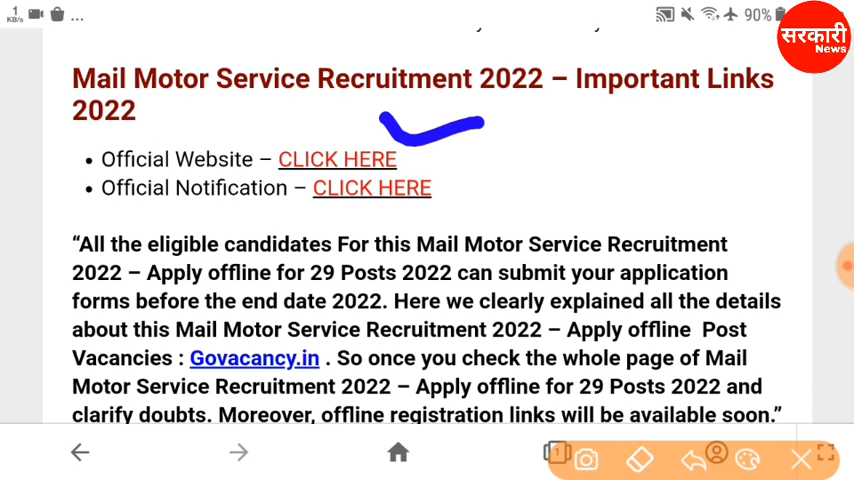 1
KB/s
...
90%
सरकारी
News
Mail Motor Service Recruitment 2022 – Important Links
2022
• Official Website – CLICK HERE
• Official Notification – CLICK HERE
“All the eligible candidates For this Mail Motor Service Recruitment
2022 – Apply offline for 29 Posts 2022 can submit your application
forms before the end date 2022. Here we clearly explained all the details
about this Mail Motor Service Recruitment 2022 – Apply offline  Post
Vacancies : Govacancy.in . So once you check the whole page of Mail
Motor Service Recruitment 2022 – Apply offline for 29 Posts 2022 and
clarify doubts. Moreover, offline registration links will be available soon.”
1